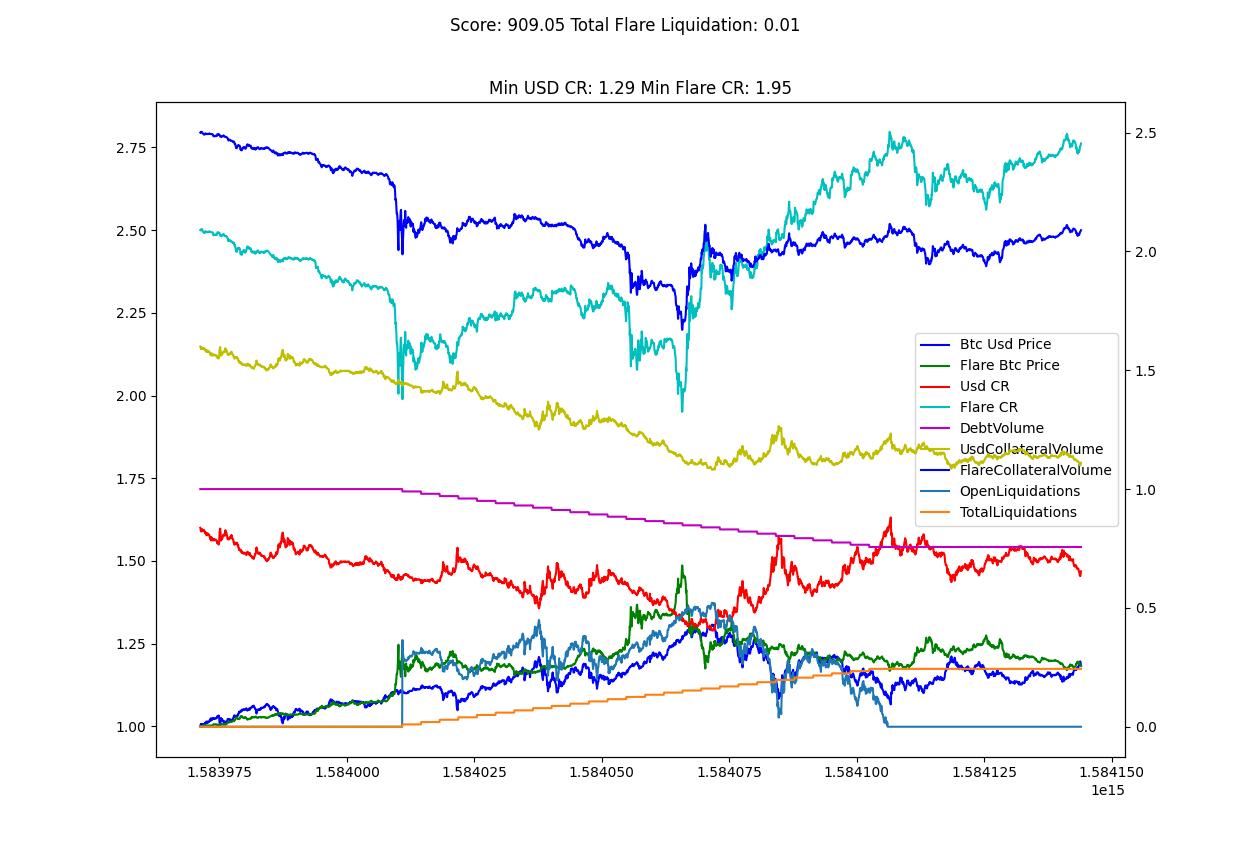 Score: 909.05 Total Flare Liquidation: 0.01
Min USD CR: 1.29 Min Flare CR: 1.95
2.75
2.50
2.25
2.00
1.75
1.50
1.25
1.00
2.5
2.0
1.5
1.0
0.5
0.0
Btc Usd Price
Flare Btc Price
Usd CR
Flare CR
DebtVolume
UsdCollateralVolume
FlareCollateralVolume
OpenLiquidations
TotalLiquidations
1.583975 1.584000 1.584025 1.584050 1.584075 1.584100 1.584125 1.584150
1e15